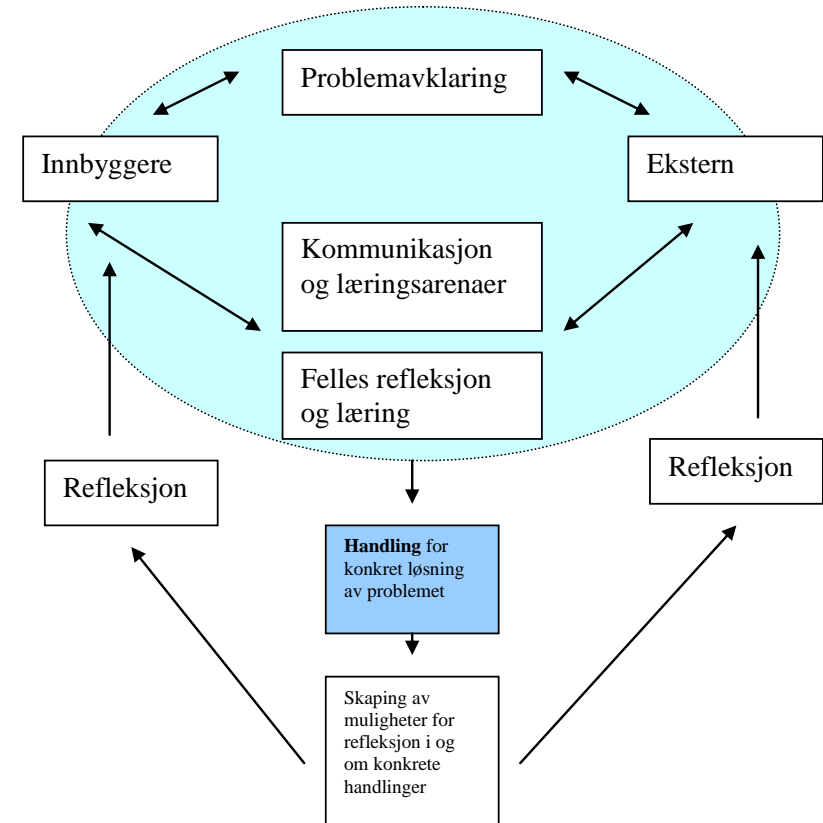 Problemavklaring
Innbyggere
Ekstern
Kommunikasjon
og læringsarenaer
Felles refleksjon
og læring
Refleksjon
Refleksjon
Handling for
konkret løsning
av problemet
Skaping av
muligheter for
refleksjon i og
om konkrete
handlinger